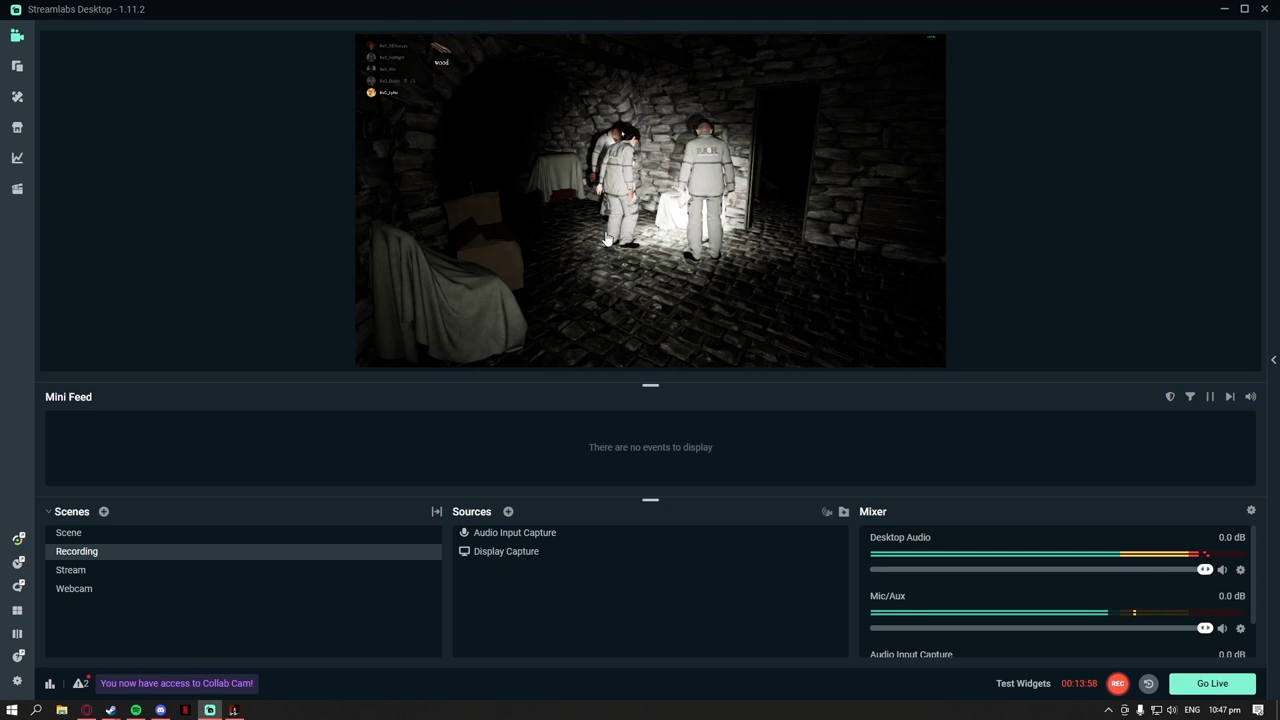 Streamlabs Desktop - 1.11.2
wood
Mini Feed
There are no events to display
Scenes
Scene
Recording
Stream
Webcam
Sources
Audio Input Capture
Display Capture
Mixer
Desktop Audio 0.0 dB
Mic/Aux 0.0 dB
Audio Input Capture 0.0 dB
2
You now have access to Collab Cam!
Test Widgets 00:13:58 REC Go Live
ENG 10:47 pm